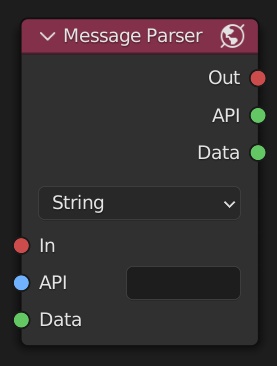 Message Parser
Out
API
Data
String
In
API
Data